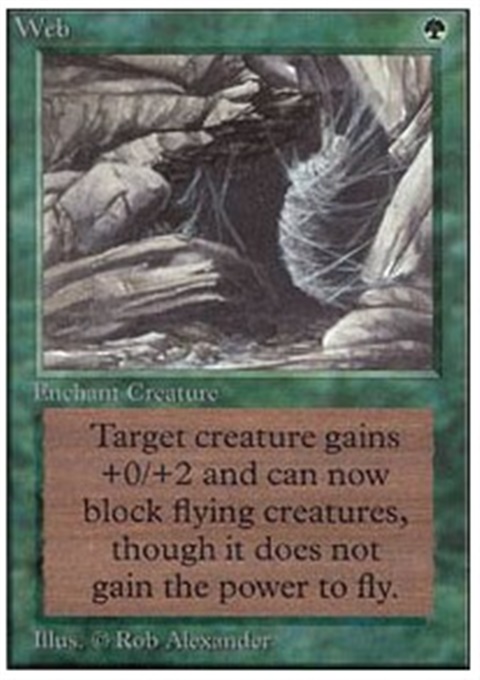 Web
Enchant Creature
Target creature gains
+0/+2 and can now
block flying creatures,
though it does not
gain the power to fly.
Illus. © Rob Alexander